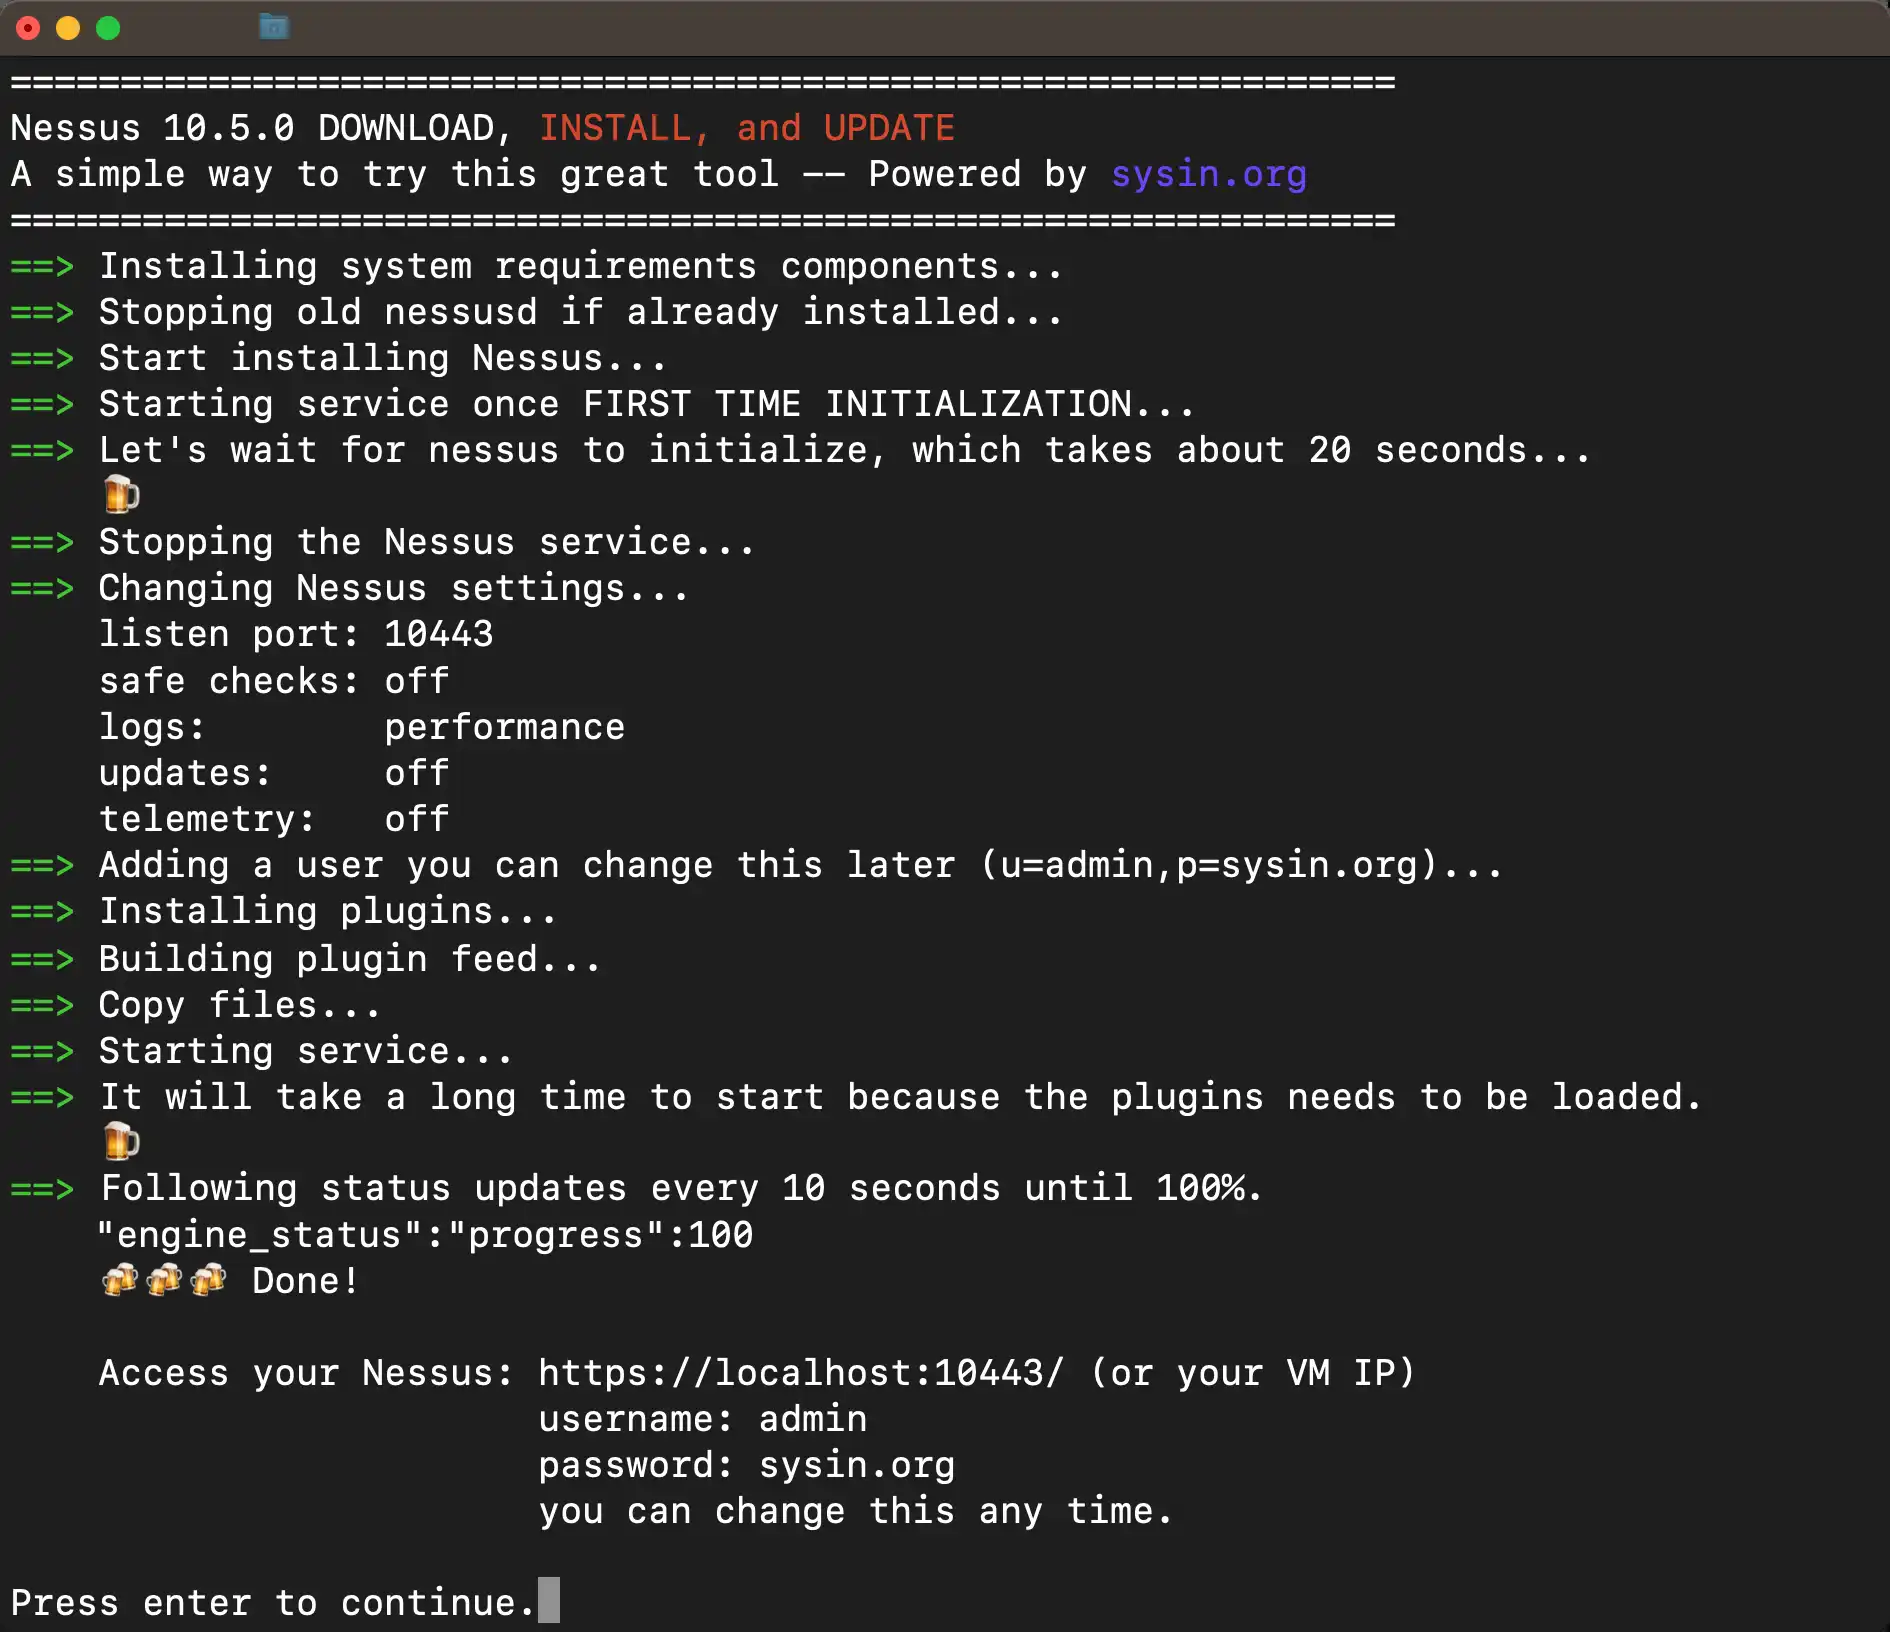 ===============================================================
Nessus 10.5.0 DOWNLOAD, INSTALL, and UPDATE
A simple way to try this great tool -- Powered by sysin.org
===============================================================
==> Installing system requirements components...
==> Stopping old nessusd if already installed...
==> Start installing Nessus...
==> Starting service once FIRST TIME INITIALIZATION...
==> Let's wait for nessus to initialize, which takes about 20 seconds...
🍺
==> Stopping the Nessus service...
==> Changing Nessus settings...
listen port: 10443
safe checks: off
logs: performance
updates: off
telemetry: off
==> Adding a user you can change this later (u=admin,p=sysin.org)...
==> Installing plugins...
==> Building plugin feed...
==> Copy files...
==> Starting service...
==> It will take a long time to start because the plugins needs to be loaded.
🍺
==> Following status updates every 10 seconds until 100%.
"engine_status":"progress":100
🍻🍻🍻 Done!
Access your Nessus: https://localhost:10443/ (or your VM IP)
username: admin
password: sysin.org
you can change this any time.
Press enter to continue.